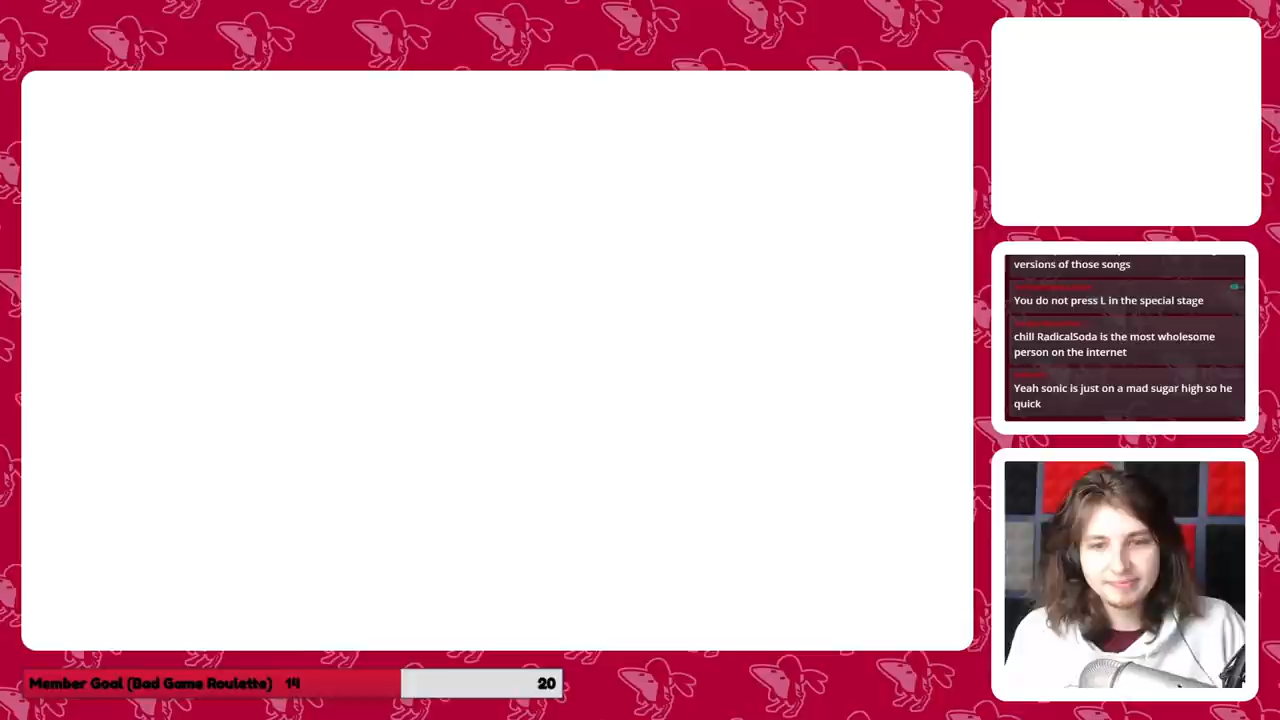 versions of those songs
You do not press L in the special stage
chill RadicalSoda is the most wholesome
person on the internet
Yeah sonic is just on a mad sugar high so he
quick
Member Goal (Bad Game Roulette) 14 20